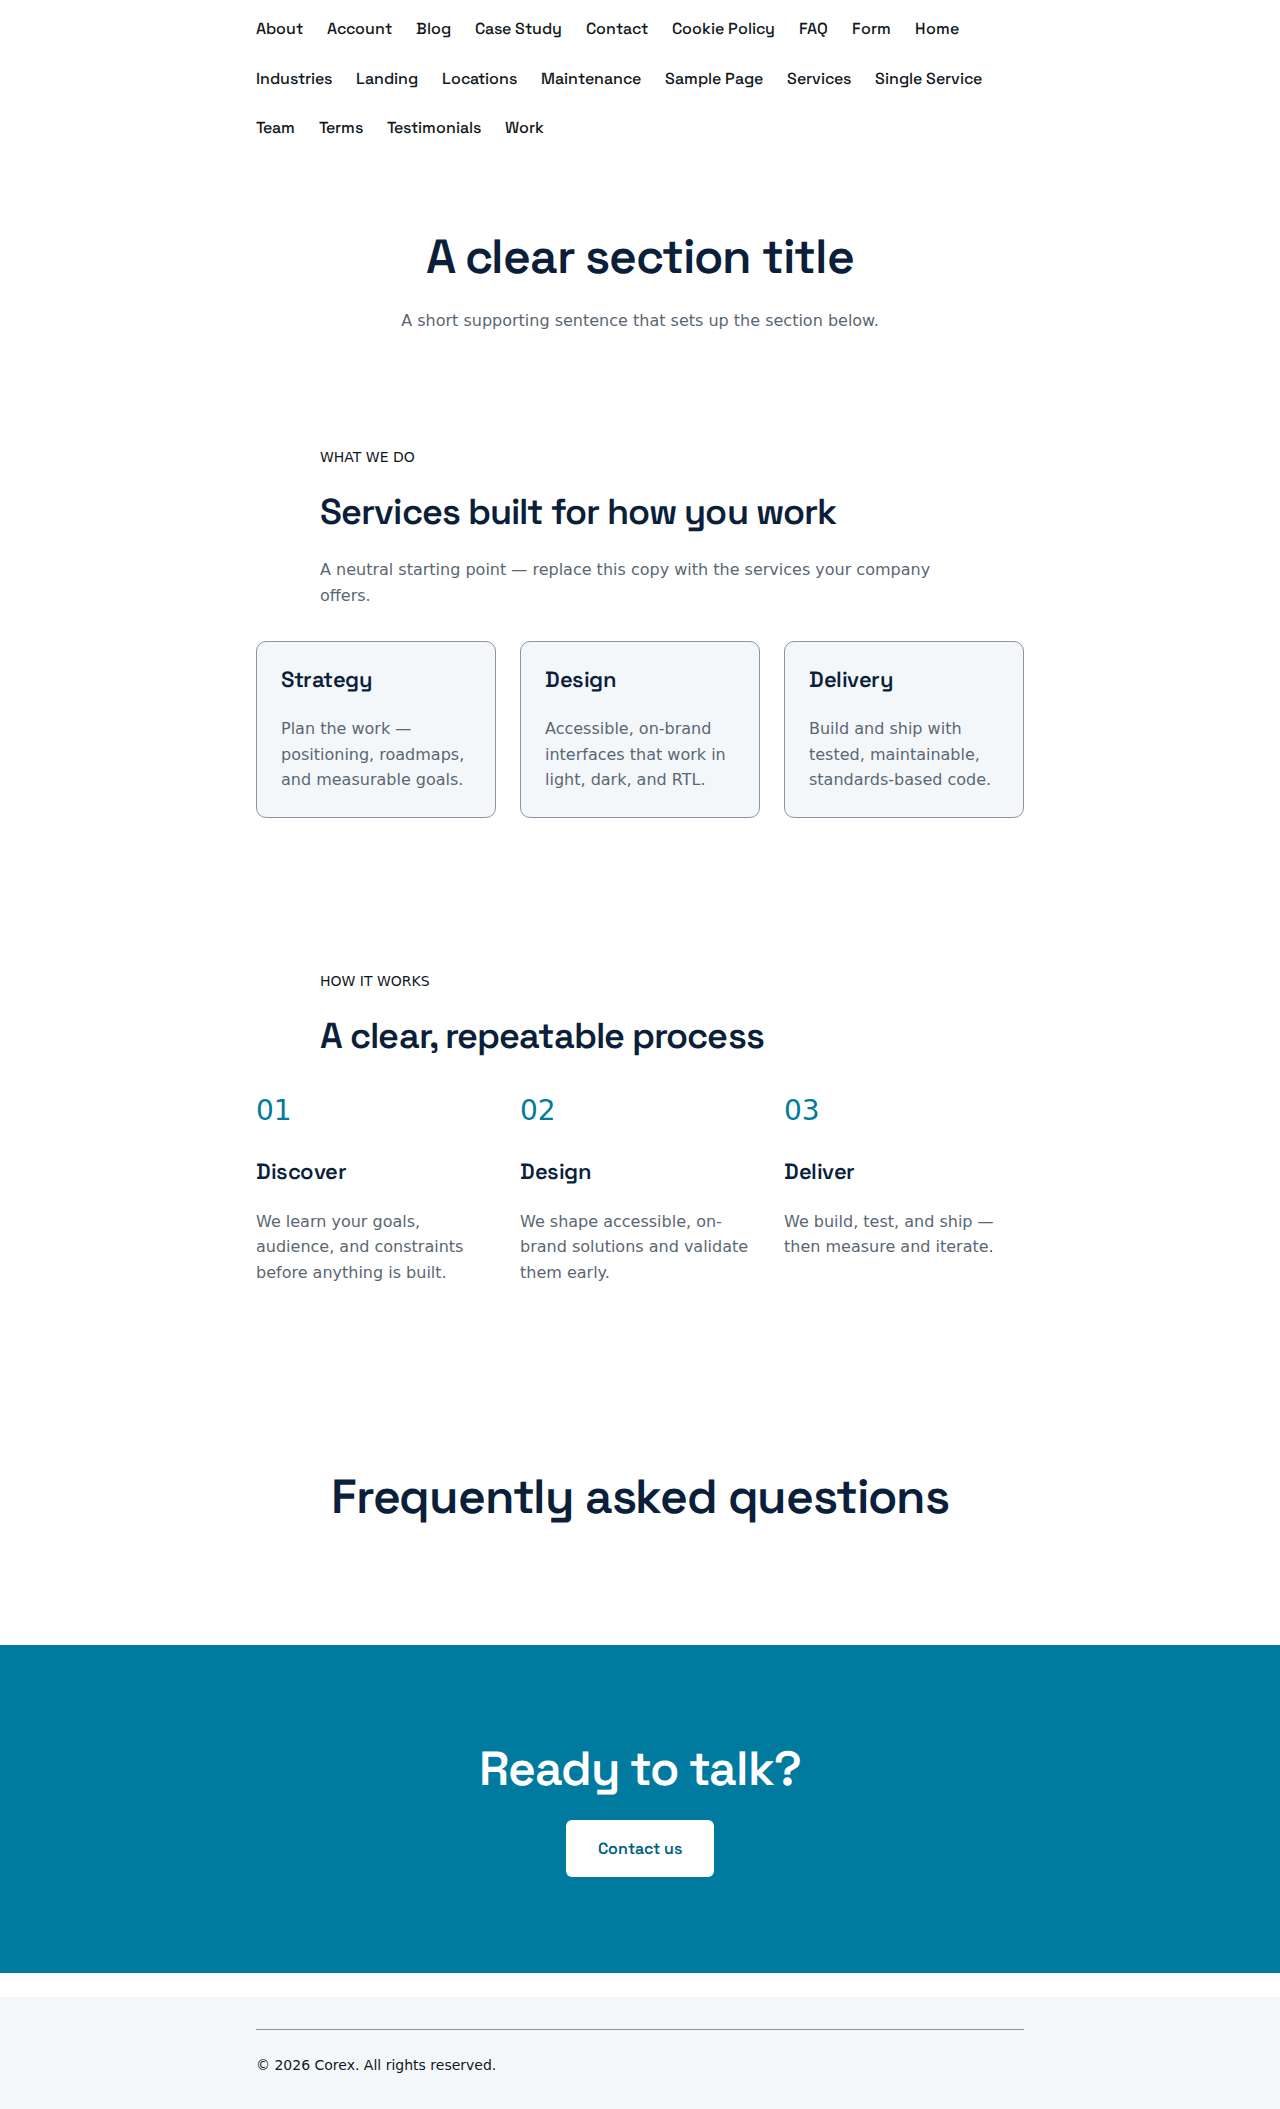 About Account Blog Case Study Contact Cookie Policy FAQ Form Home
Industries Landing Locations Maintenance Sample Page Services Single Service
Team Terms Testimonials Work
A clear section title
A short supporting sentence that sets up the section below.
WHAT WE DO
Services built for how you work
A neutral starting point — replace this copy with the services your company
offers.
Strategy
Plan the work —
positioning, roadmaps,
and measurable goals.
Design
Accessible, on-brand
interfaces that work in
light, dark, and RTL.
Delivery
Build and ship with
tested, maintainable,
standards-based code.
HOW IT WORKS
A clear, repeatable process
01
Discover
We learn your goals,
audience, and constraints
before anything is built.
02
Design
We shape accessible, on-
brand solutions and validate
them early.
03
Deliver
We build, test, and ship —
then measure and iterate.
Frequently asked questions
Ready to talk?
Contact us
© 2026 Corex. All rights reserved.